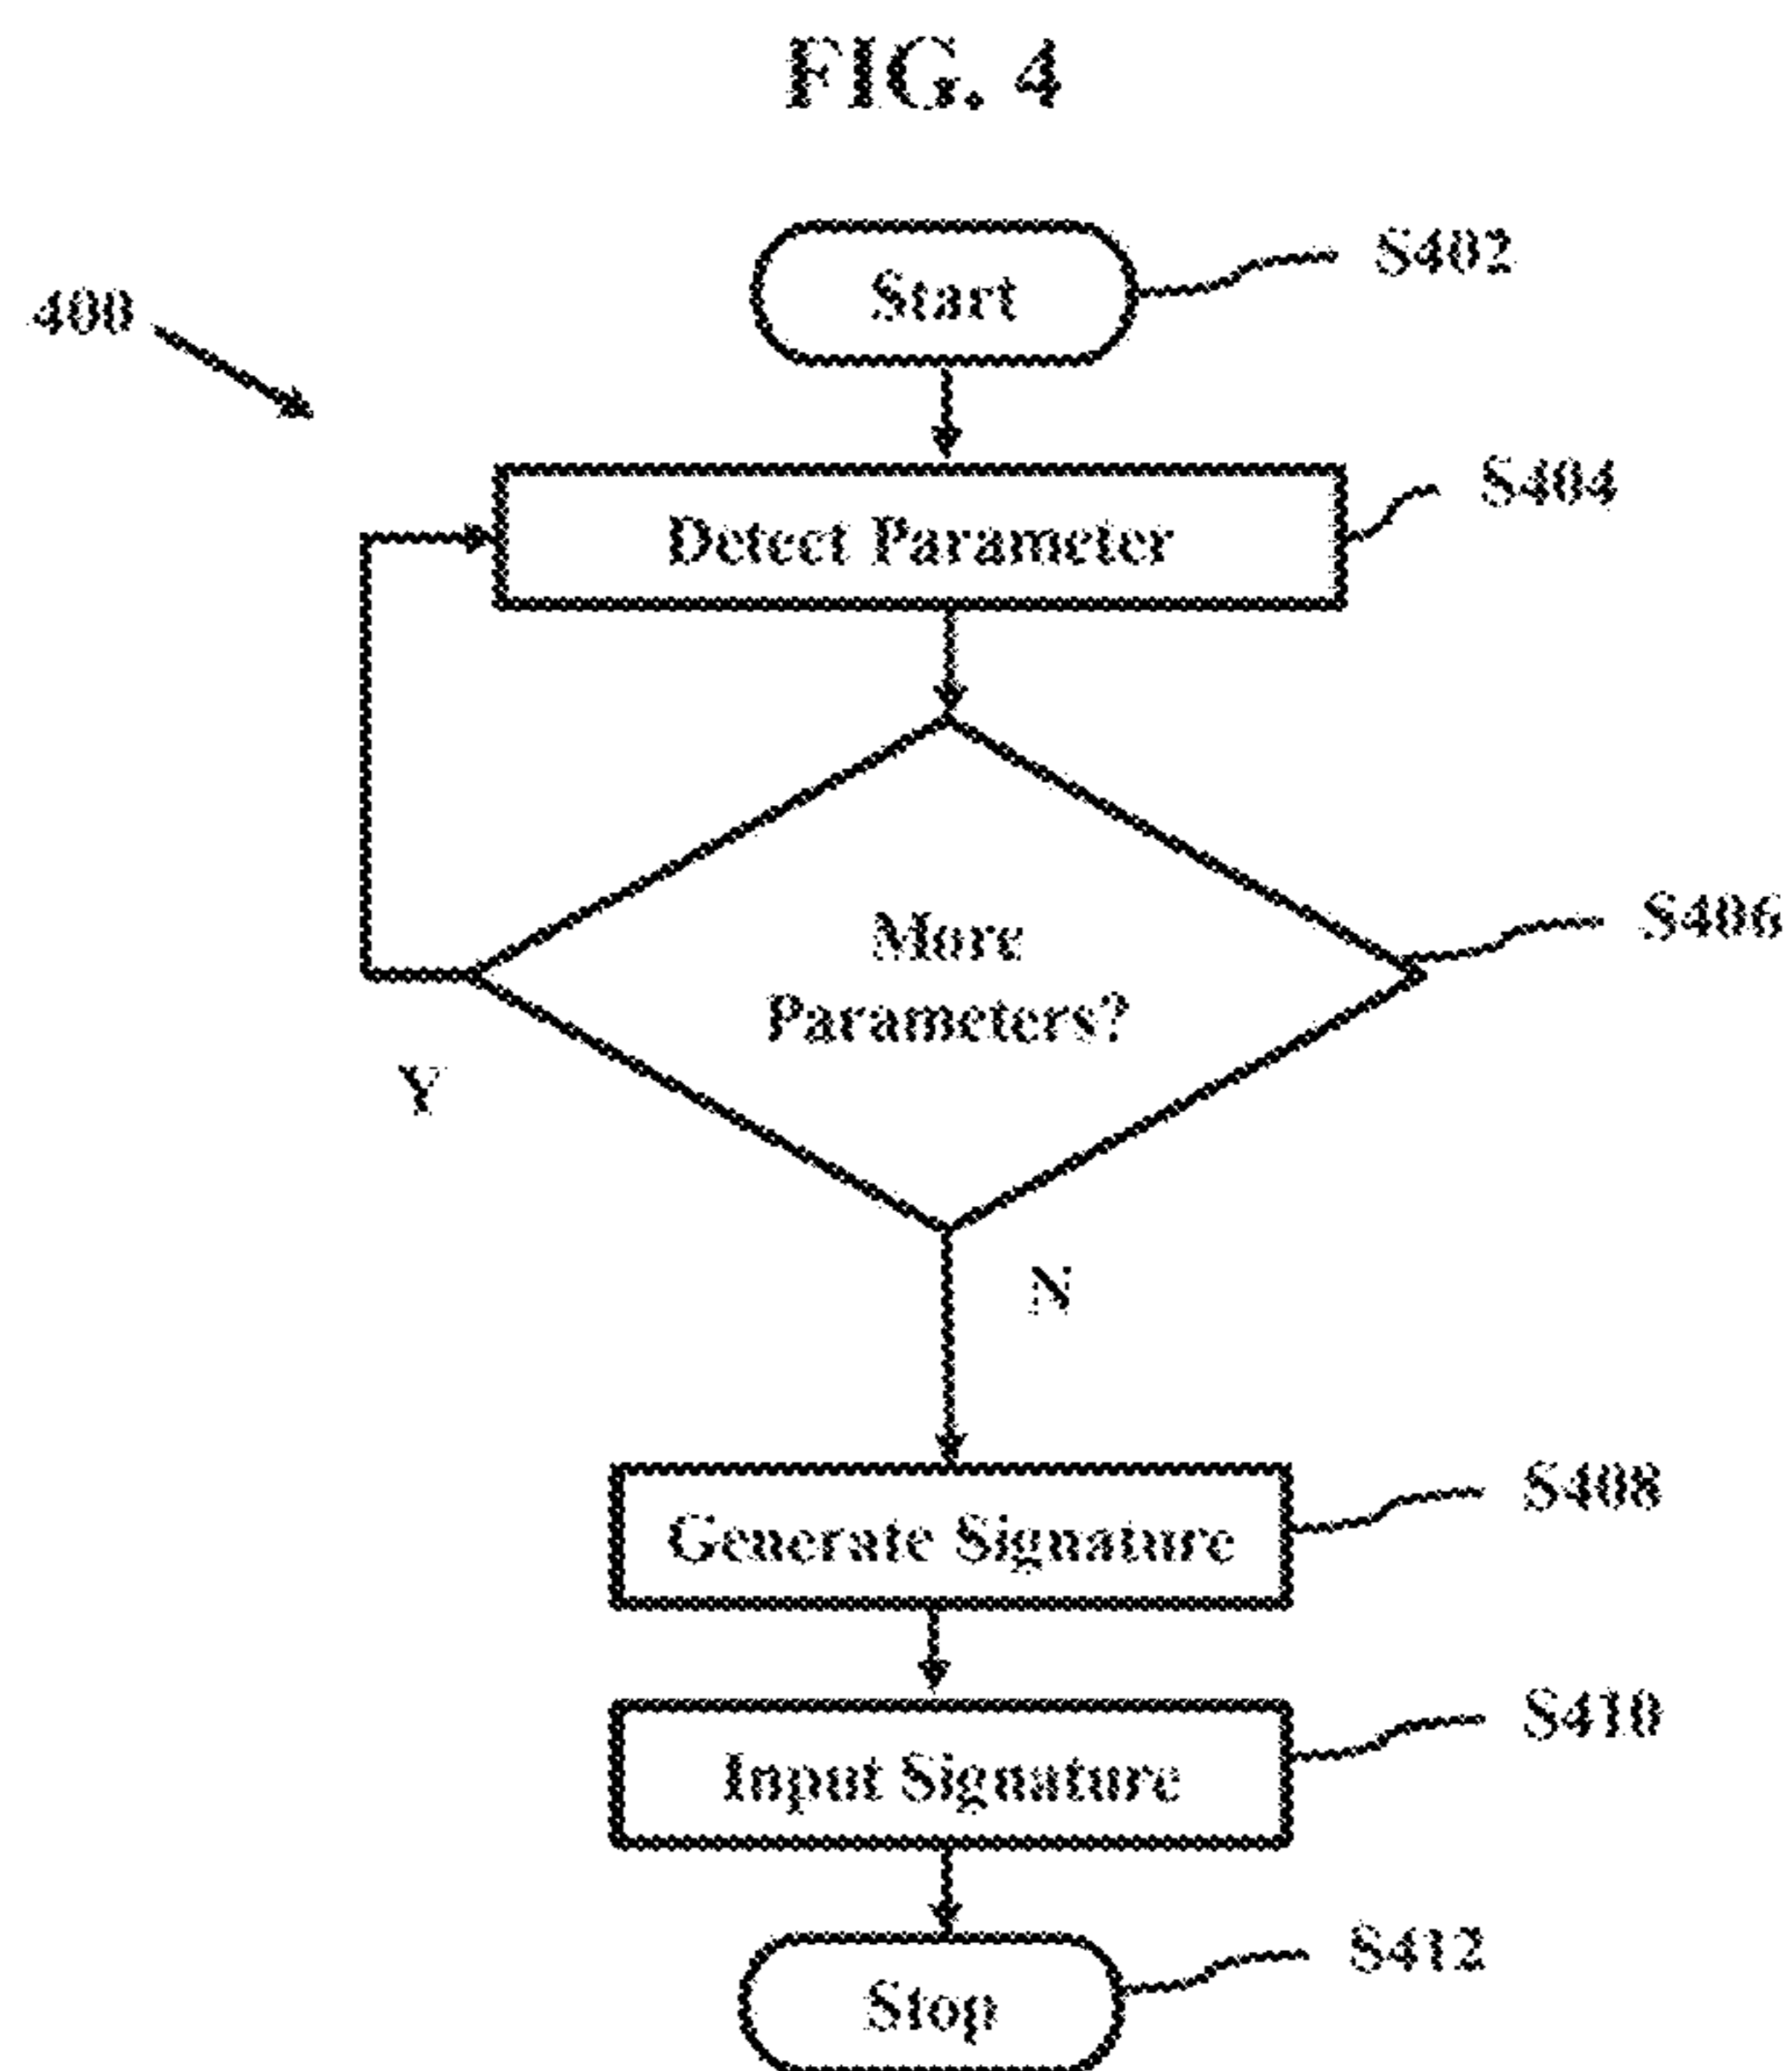 FIG. 4
Start
S402
400
Detect Parameter
S404
More
Parameters?
S406
Y
N
Generate Signature
S408
Input Signature
S410
Stop
S412